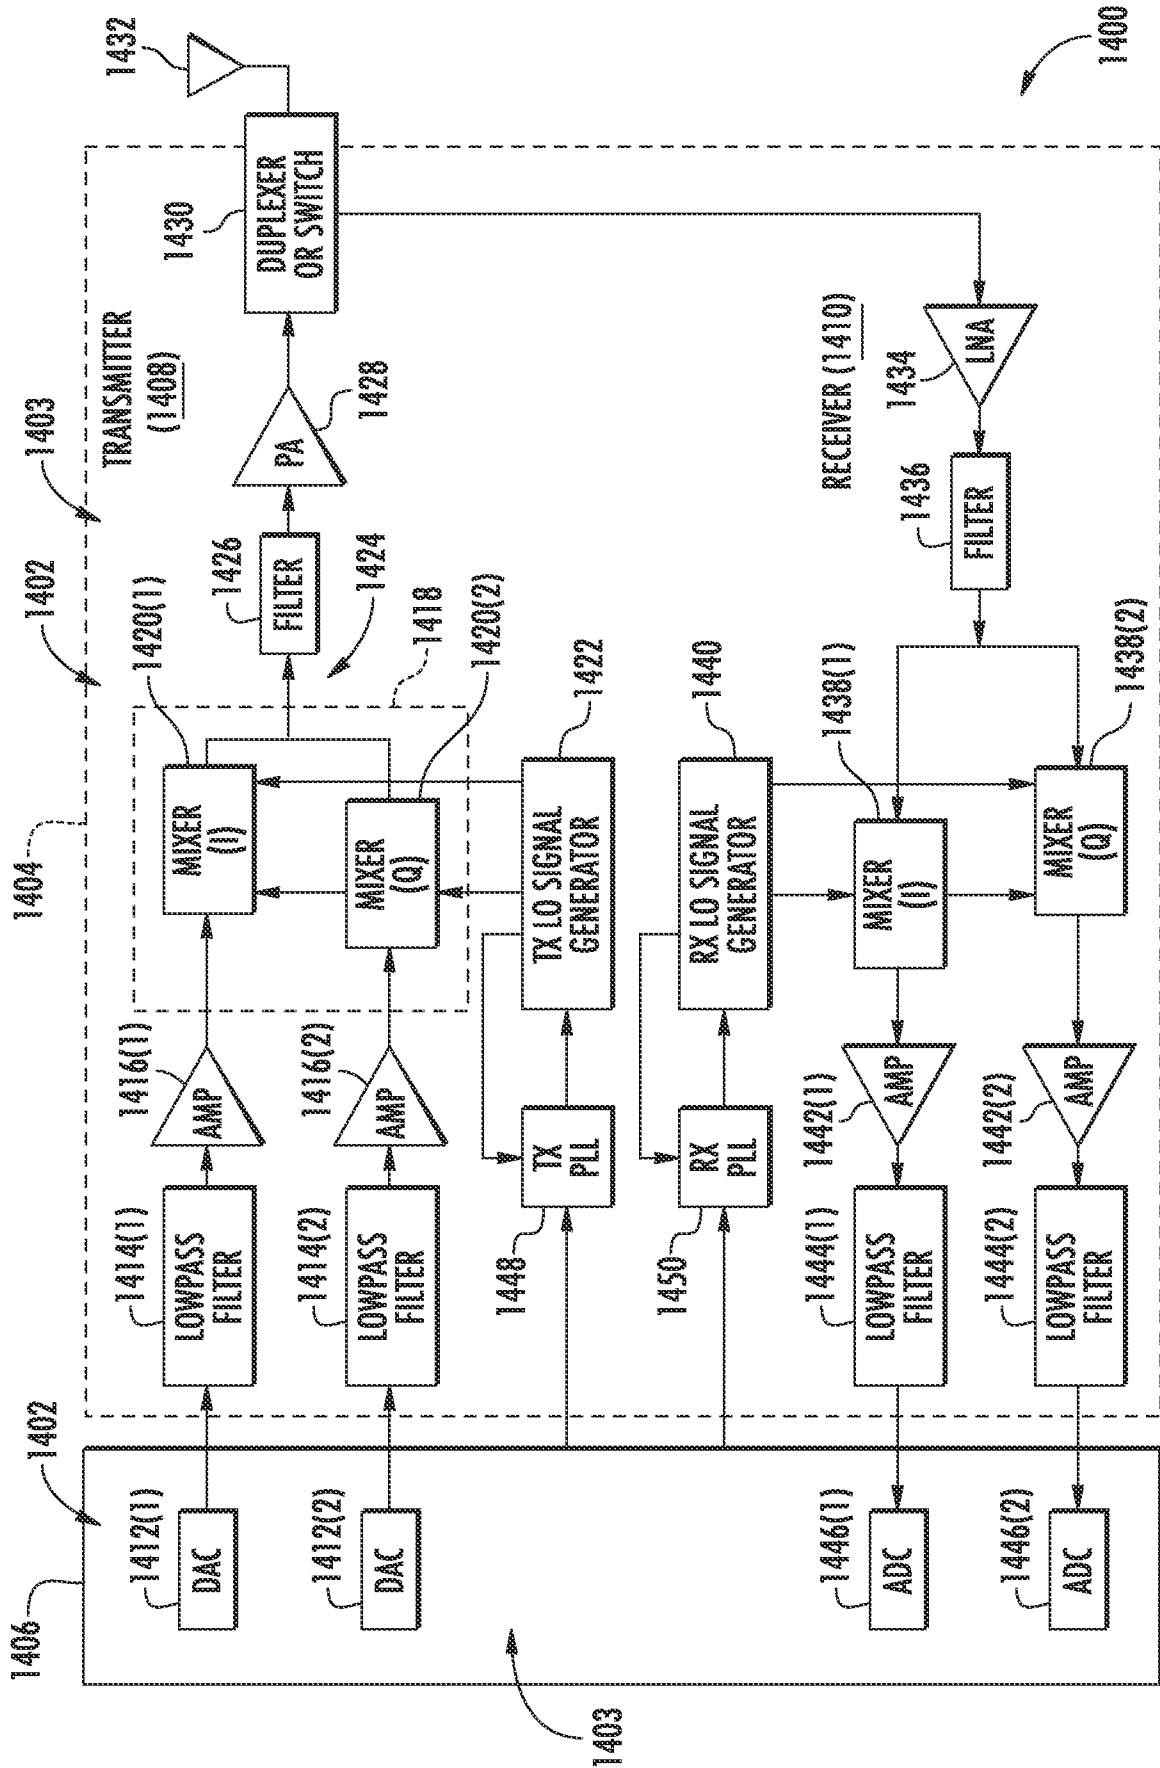 1400
1406
1402
1404
1402
1403
1403
TRANSMITTER
(1408)
1412(1)
DAC
1414(1)
LOWPASS
FILTER
1416(1)
AMP
1420(1)
MIXER
(I)
1412(2)
DAC
1414(2)
LOWPASS
FILTER
1416(2)
AMP
MIXER
(Q)
1420(2)
1418
1424
1426
FILTER
PA
1428
1430
DUPLEXER
OR SWITCH
1432
1448
TX
PLL
TX LO SIGNAL
GENERATOR
1422
1450
RX
PLL
RX LO SIGNAL
GENERATOR
1440
RECEIVER (1410)
1434
LNA
1436
FILTER
1438(1)
MIXER
(I)
1442(1)
AMP
1444(1)
LOWPASS
FILTER
1446(1)
ADC
1438(2)
MIXER
(Q)
1442(2)
AMP
1444(2)
LOWPASS
FILTER
1446(2)
ADC